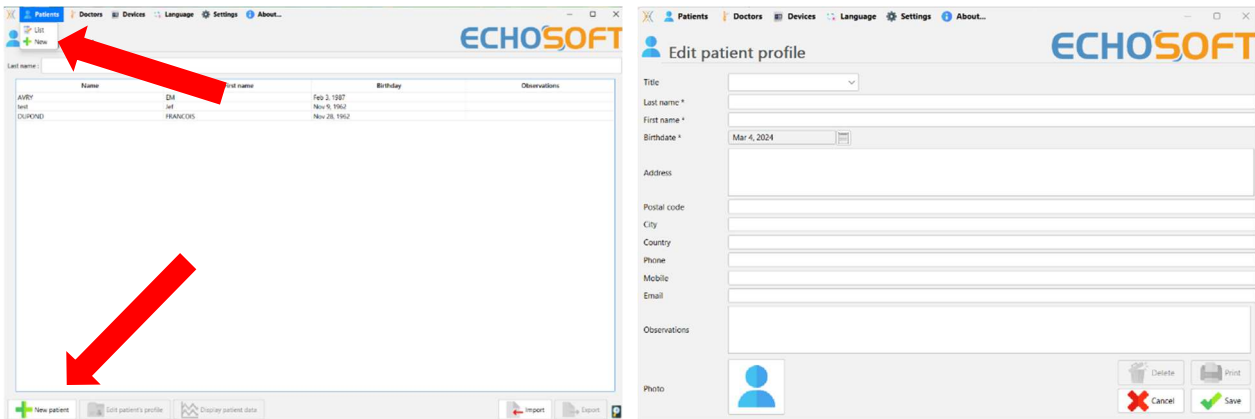 Patients Doctors Devices Language Settings About...
List
New
ECHOSOFT
Last name :
Name First name Birthday Observations
AVRY EM Feb 3, 1987
test Jef Nov 9, 1962
DUPOND FRANCOIS Nov 28, 1962
New patient Edit patient's profile Display patient data Import Export
Patients Doctors Devices Language Settings About...
Edit patient profile
ECHOSOFT
Title
Last name *
First name *
Birthdate * Mar 4, 2024
Address
Postal code
City
Country
Phone
Mobile
Email
Observations
Photo
Delete Print
Cancel Save